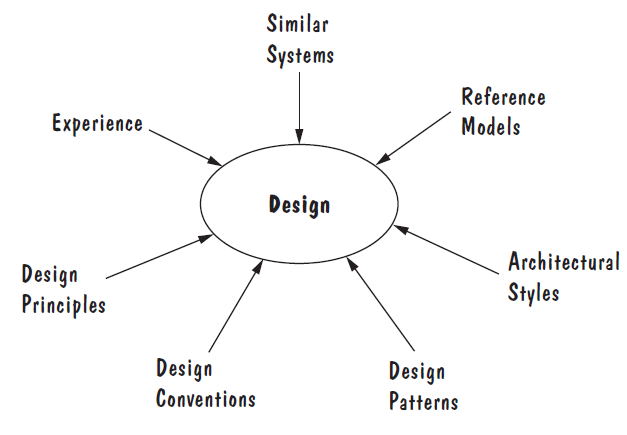 Similar
Systems
Reference
Models
Experience
Design
Architectural
Styles
Design
Principles
Design
Conventions
Design
Patterns